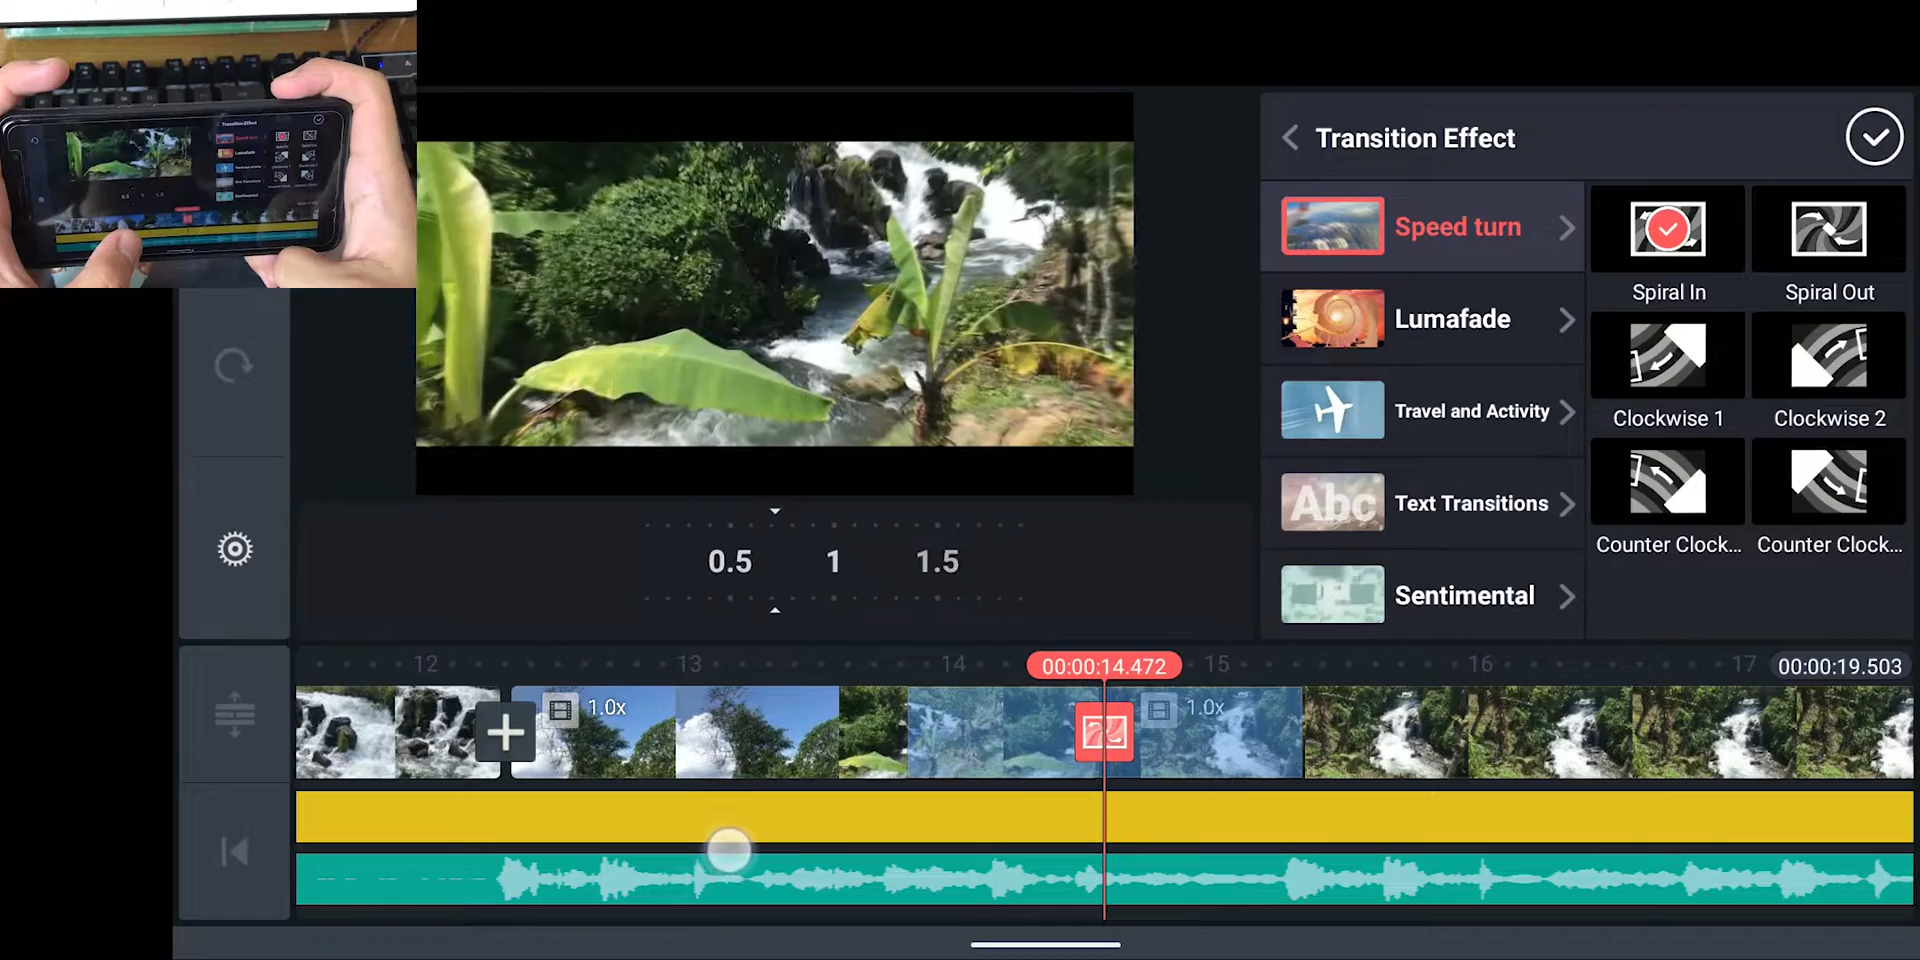 Transition Effect
Speed turn
Lumafade
Travel and Activity
Abc
Text Transitions
Sentimental
Spiral In
Spiral Out
Clockwise 1
Clockwise 2
Counter Clock...
Counter Clock...
0.5 1 1.5
12 13 14 00:00:14.472 15 16 17 00:00:19.503
1.0x
1.0x